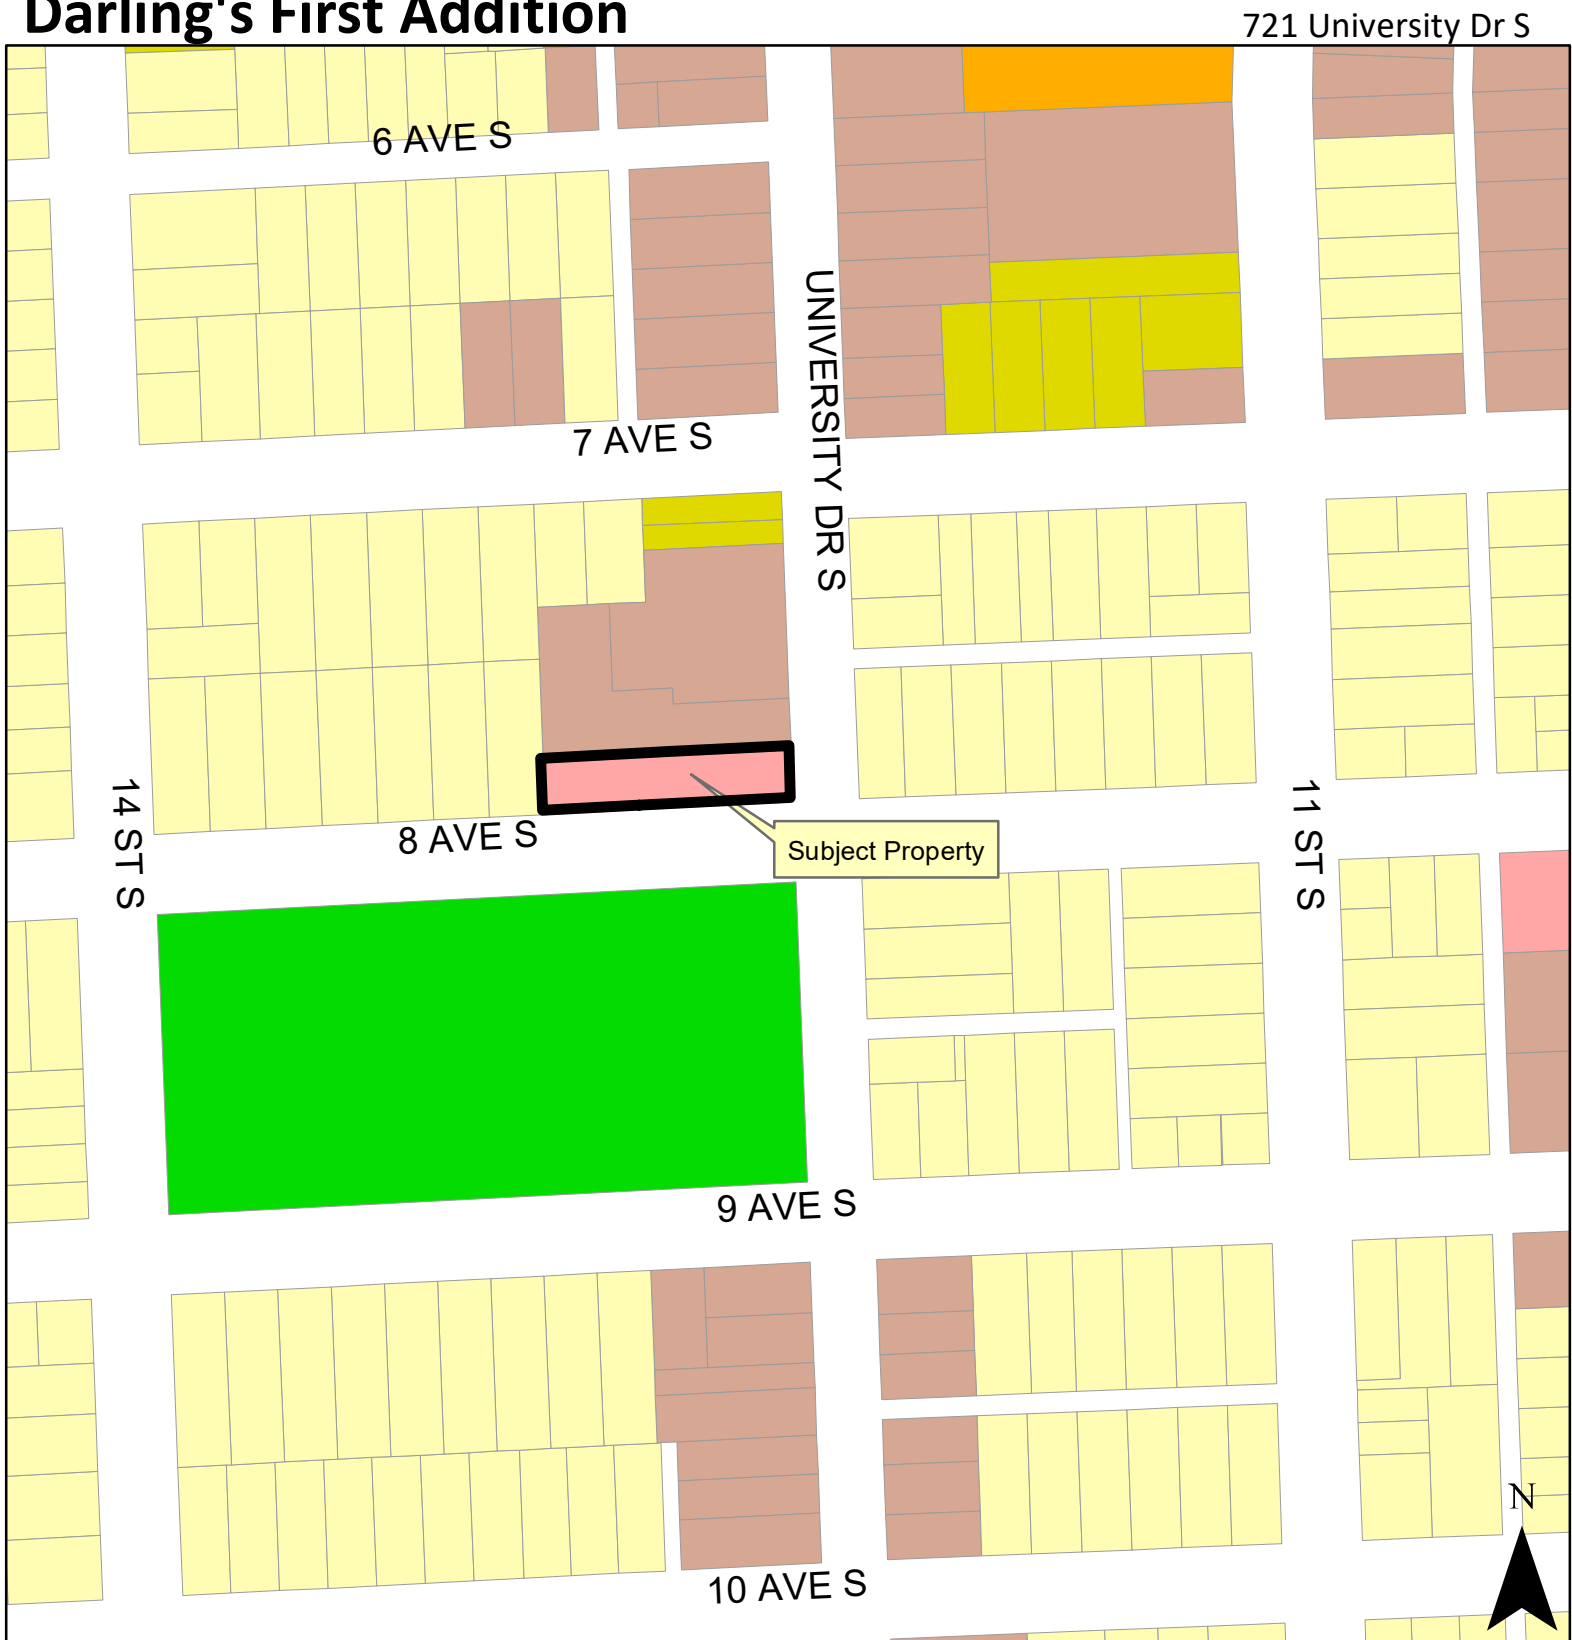 Darling's First Addition
721 University Dr S
6 AVE S
UNIVERSITY DR S
7 AVE S
14 ST S
8 AVE S
Subject Property
11 ST S
9 AVE S
N
10 AVE S